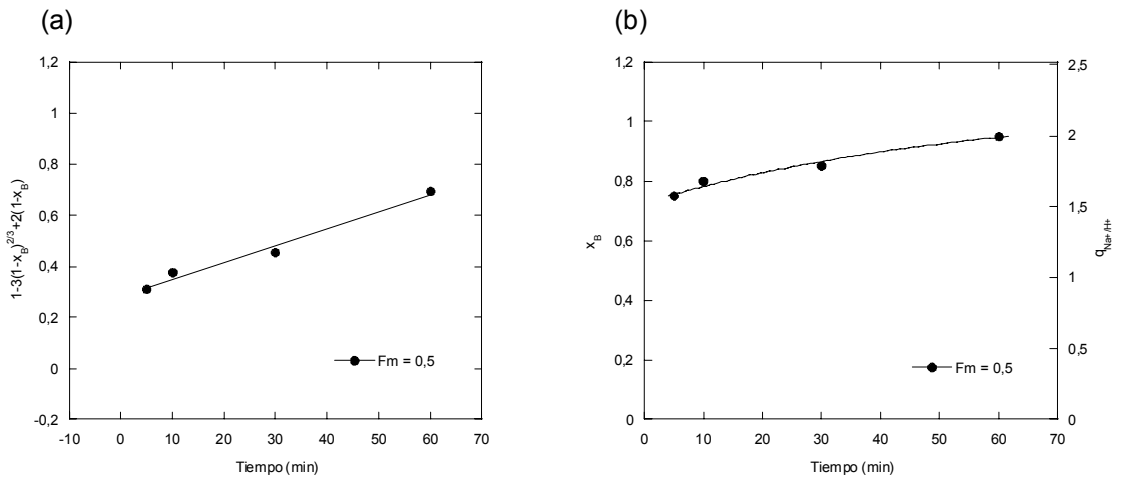 (a)
1,2
1
0,8
0,6
0,4
0,2
0
-0,2
1-3(1-x_B)^{2/3}+2(1-x_B)
-10 0 10 20 30 40 50 60 70
Tiempo (min)
Fm = 0,5
(b)
1,2
1
0,8
0,6
0,4
0,2
0
x_B
0 10 20 30 40 50 60 70
Tiempo (min)
2,5
2
1,5
1
0,5
0
q_{Na+/H+}
Fm = 0,5